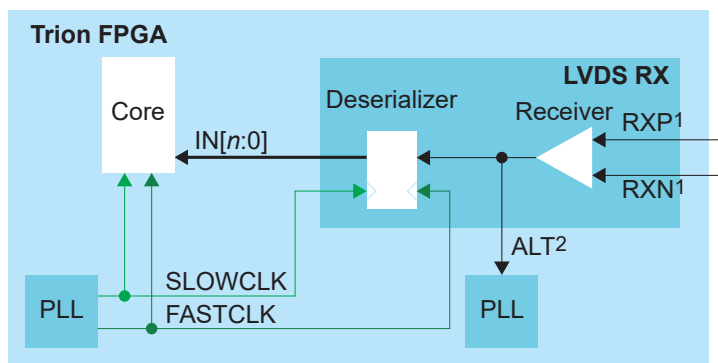 Trion FPGA
LVDS RX
Deserializer
Receiver
Core
RXP1
IN[n:0]
RXN1
ALT2
SLOWCLK
PLL
PLL
FASTCLK